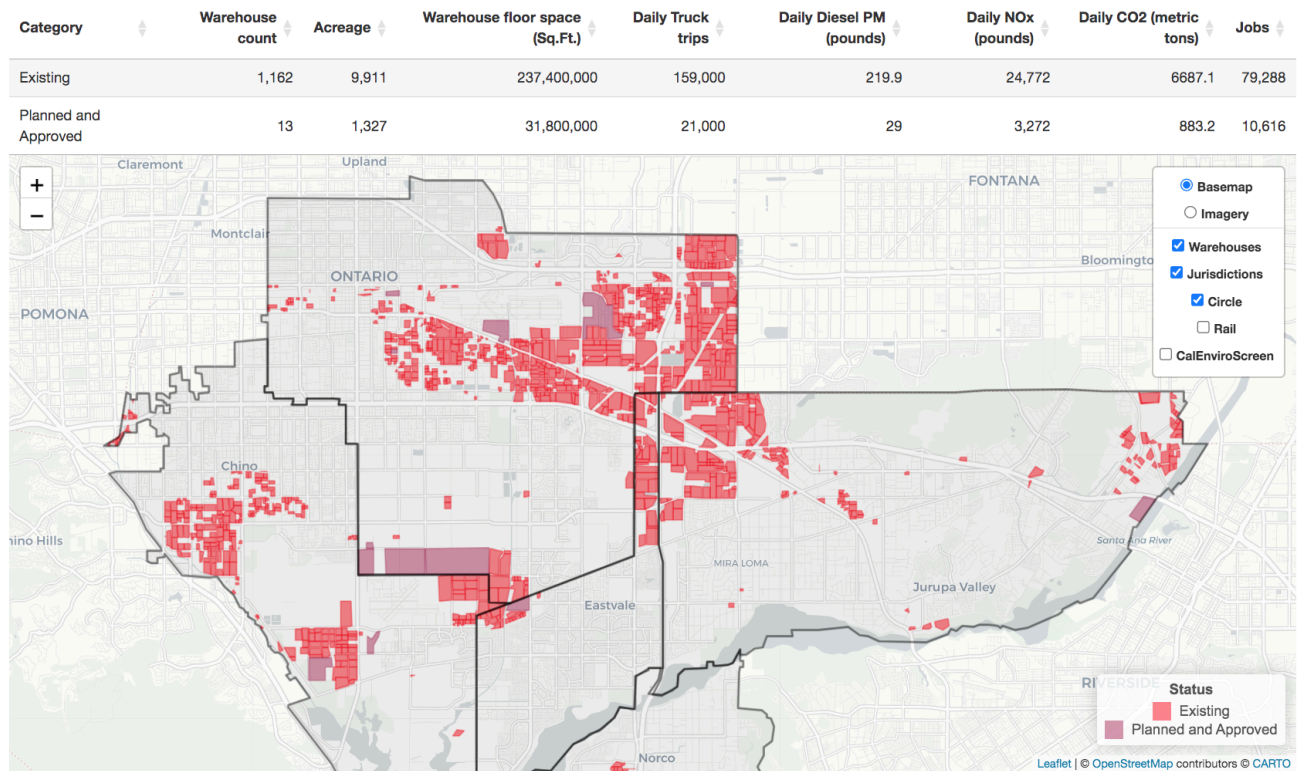 Category Warehouse count Acreage Warehouse floor space (Sq.Ft.) Daily Truck trips Daily Diesel PM (pounds) Daily NOx (pounds) Daily CO2 (metric tons) Jobs
Existing 1,162 9,911 237,400,000 159,000 219.9 24,772 6687.1 79,288
Planned and Approved 13 1,327 31,800,000 21,000 29 3,272 883.2 10,616
Claremont
Upland
FONTANA
+
−
Basemap
Imagery
Warehouses
Jurisdictions
Circle
Rail
CalEnviroScreen
Montclair
Bloomingto
ONTARIO
POMONA
Chino
hino Hills
Santa Ana River
MIRA LOMA
Jurupa Valley
Eastvale
RIVERSIDE
Status
Existing
Planned and Approved
Norco
Leaflet | © OpenStreetMap contributors © CARTO